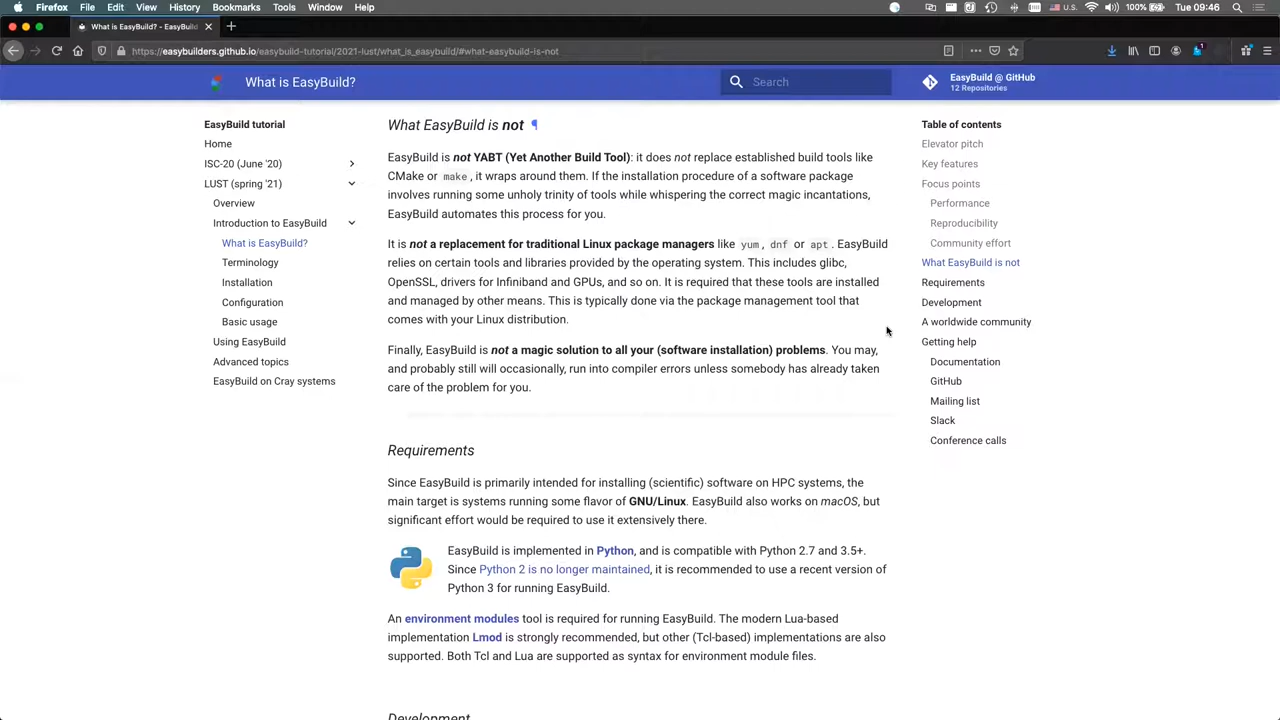 Firefox File Edit View History Bookmarks Tools Window Help 100% U.S. Tue 09:46
What is EasyBuild? - EasyBuil
https://easybuilders.github.io/easybuild-tutorial/2021-lust/what_is_easybuild/#what-easybuild-is-not
What is EasyBuild?
Search
EasyBuild @ GitHub
12 Repositories
EasyBuild tutorial
Home
ISC-20 (June '20)
LUST (spring '21)
Overview
Introduction to EasyBuild
What is EasyBuild?
Terminology
Installation
Configuration
Basic usage
Using EasyBuild
Advanced topics
EasyBuild on Cray systems
What EasyBuild is not ¶
EasyBuild is not YABT (Yet Another Build Tool): it does not replace established build tools like
CMake or make, it wraps around them. If the installation procedure of a software package
involves running some unholy trinity of tools while whispering the correct magic incantations,
EasyBuild automates this process for you.
It is not a replacement for traditional Linux package managers like yum, dnf or apt. EasyBuild
relies on certain tools and libraries provided by the operating system. This includes glibc,
OpenSSL, drivers for Infiniband and GPUs, and so on. It is required that these tools are installed
and managed by other means. This is typically done via the package management tool that
comes with your Linux distribution.
Finally, EasyBuild is not a magic solution to all your (software installation) problems. You may,
and probably still will occasionally, run into compiler errors unless somebody has already taken
care of the problem for you.
Requirements
Since EasyBuild is primarily intended for installing (scientific) software on HPC systems, the
main target is systems running some flavor of GNU/Linux. EasyBuild also works on macOS, but
significant effort would be required to use it extensively there.
EasyBuild is implemented in Python, and is compatible with Python 2.7 and 3.5+.
Since Python 2 is no longer maintained, it is recommended to use a recent version of
Python 3 for running EasyBuild.
An environment modules tool is required for running EasyBuild. The modern Lua-based
implementation Lmod is strongly recommended, but other (Tcl-based) implementations are also
supported. Both Tcl and Lua are supported as syntax for environment module files.
Development
Table of contents
Elevator pitch
Key features
Focus points
Performance
Reproducibility
Community effort
What EasyBuild is not
Requirements
Development
A worldwide community
Getting help
Documentation
GitHub
Mailing list
Slack
Conference calls